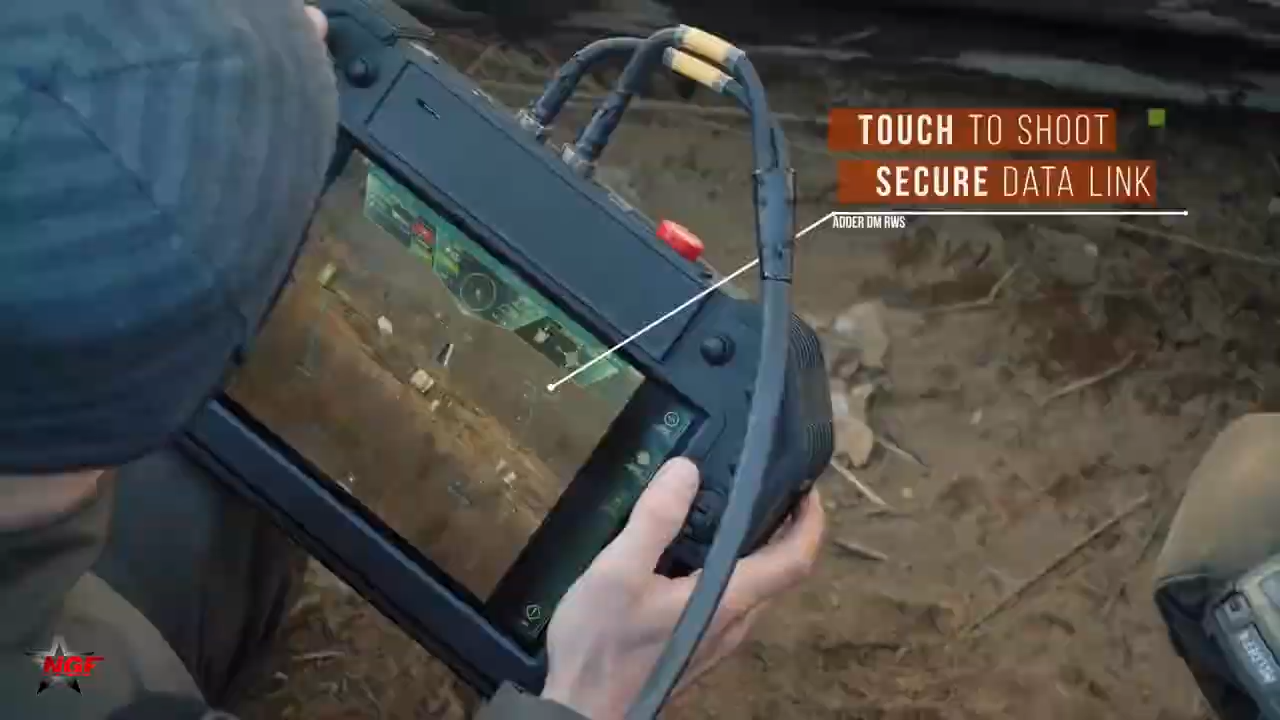 TOUCH TO SHOOT
SECURE DATA LINK
ADDER DM RWS
NGF